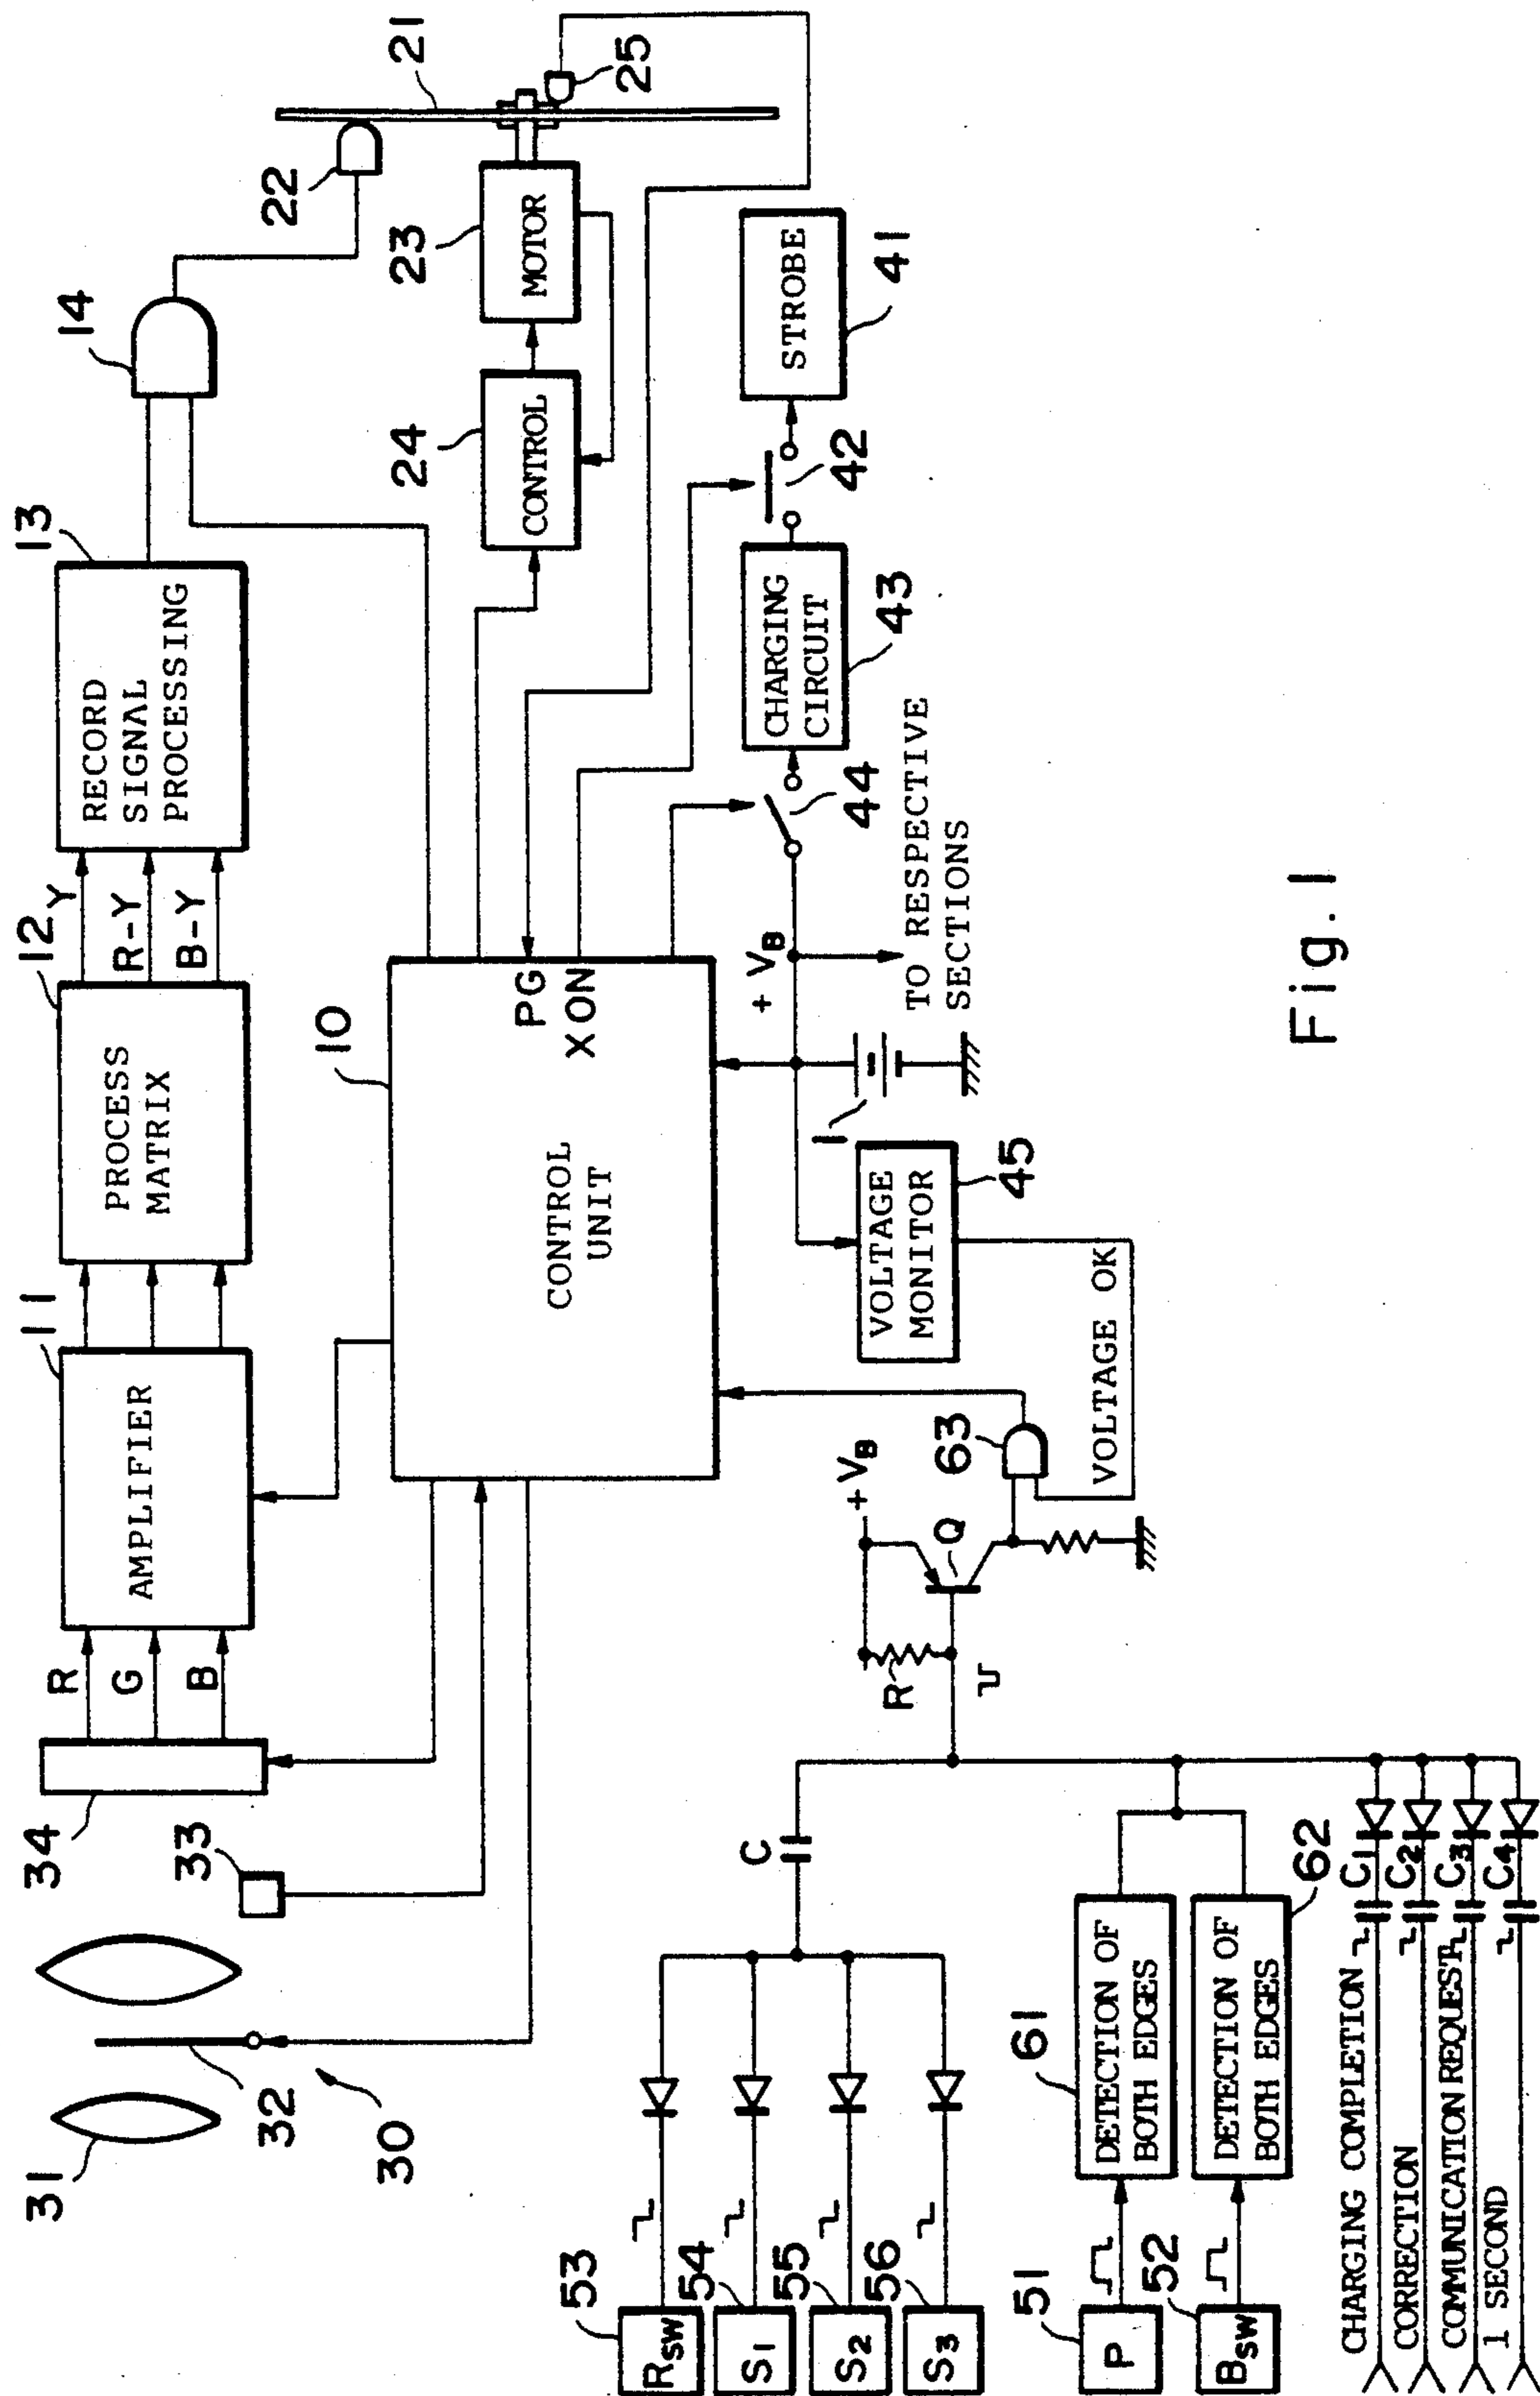 31
32
30
33
34
R
G
B
11
AMPLIFIER
12
PROCESS
MATRIX
Y
R-Y
B-Y
13
RECORD
SIGNAL
PROCESSING
14
22
21
25
10
CONTROL
UNIT
PG
XON
24
CONTROL
23
MOTOR
53
RSW
54
S1
55
S2
56
S3
C
R
+VB
Q
63
VOLTAGE OK
VOLTAGE
MONITOR
45
1
+ VB
TO RESPECTIVE
SECTIONS
44
CHARGING
CIRCUIT
43
42
STROBE
41
51
P
52
BSW
61
DETECTION OF
BOTH EDGES
DETECTION OF
BOTH EDGES
62
CHARGING COMPLETION
C1
CORRECTION
C2
COMMUNICATION REQUEST
C3
1 SECOND
C4
Fig. 1